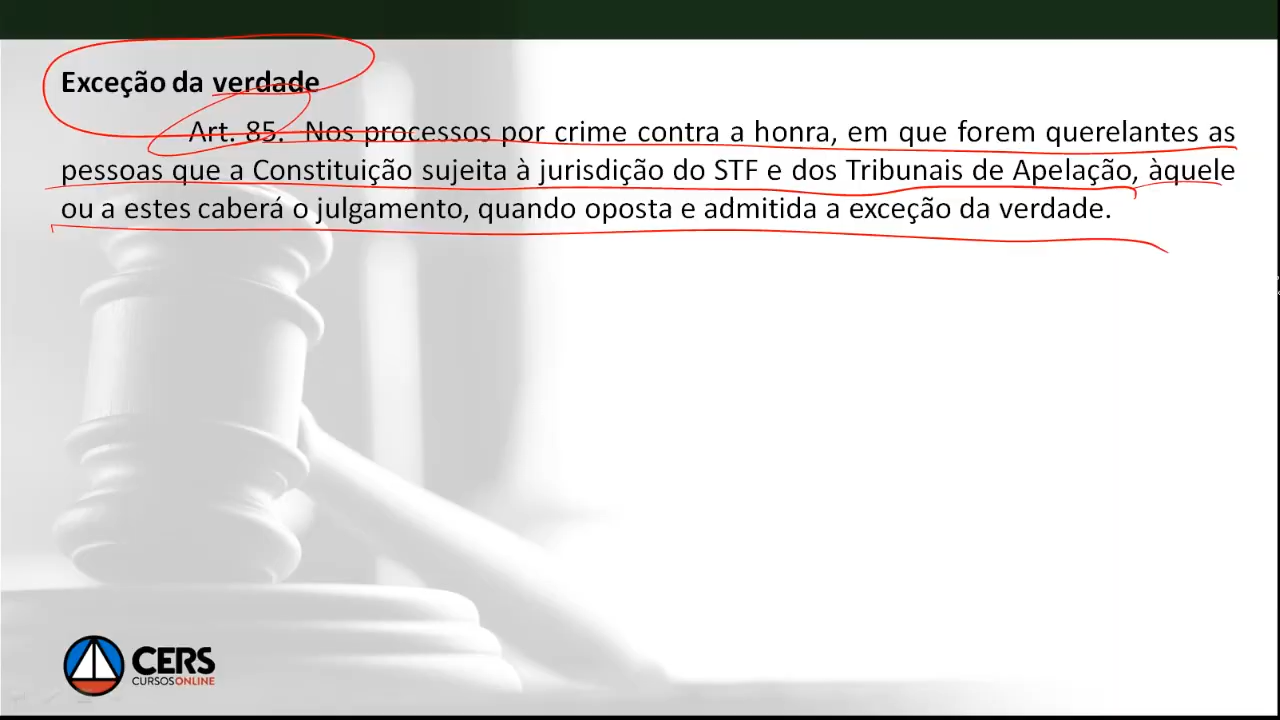 Exceção da verdade
Art. 85. Nos processos por crime contra a honra, em que forem querelantes as
pessoas que a Constituição sujeita à jurisdição do STF e dos Tribunais de Apelação, àquele
ou a estes caberá o julgamento, quando oposta e admitida a exceção da verdade.
CERS
CURSOSONLINE